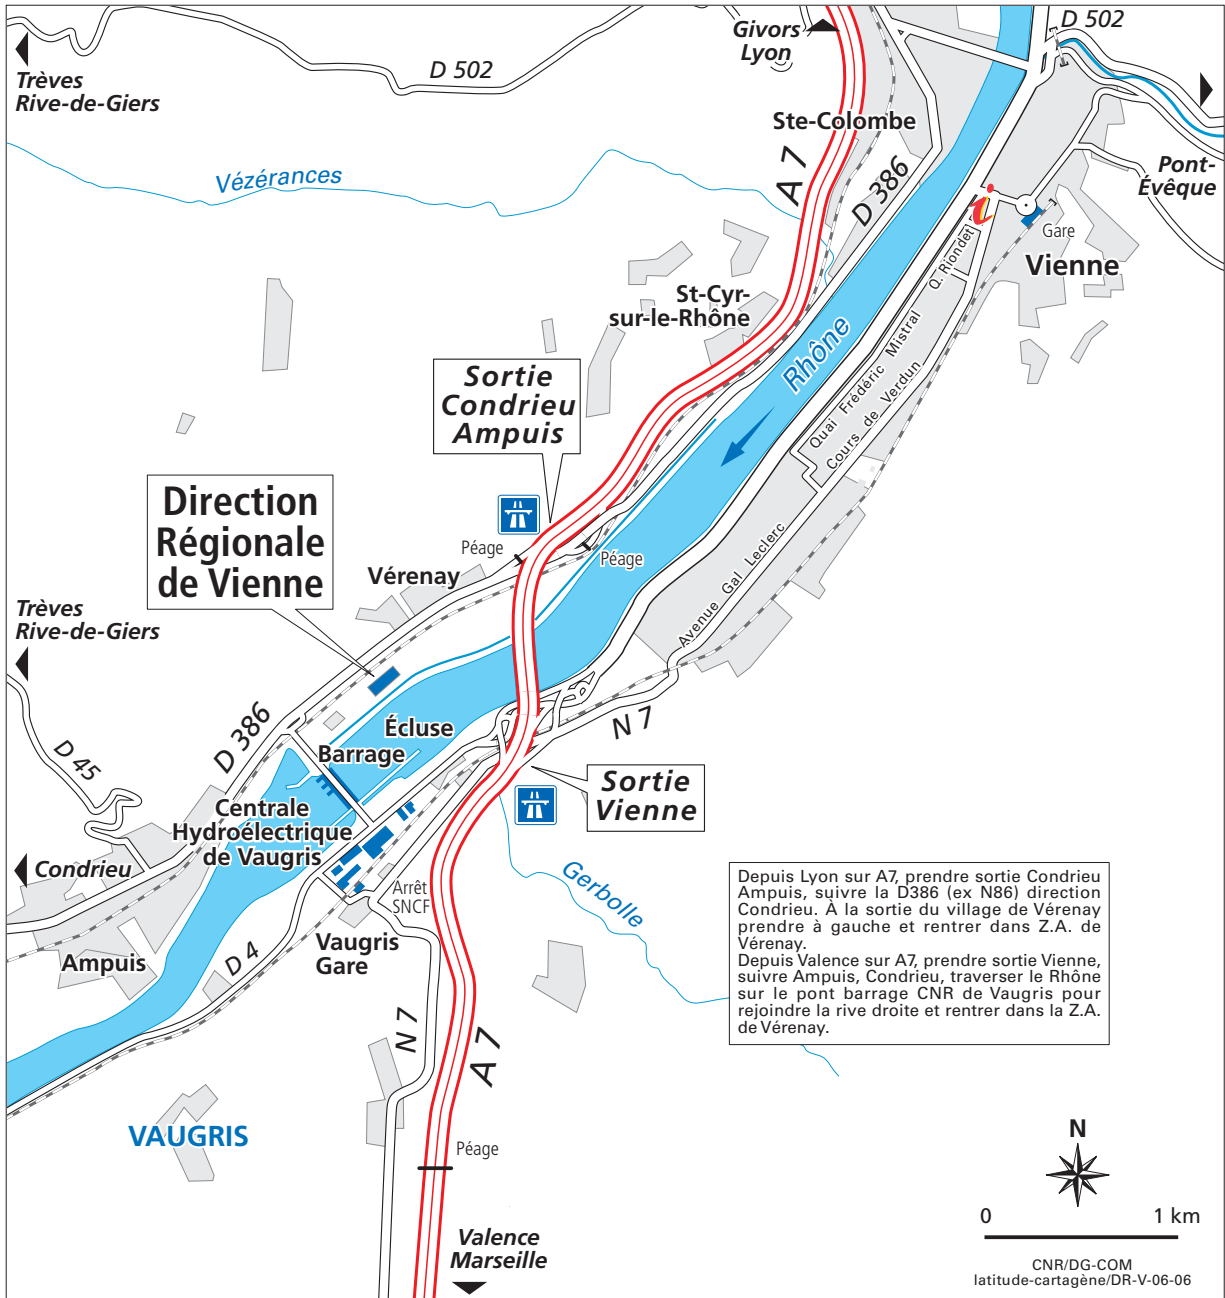 D 502
Givors
Lyon
Trèves
Rive-de-Giers
D 502
Ste-Colombe
Pont-
Évêque
Vézérances
A 7
D 386
Gare
Vienne
Q. Riondet
St-Cyr-
sur-le-Rhône
Rhône
Quai Frédéric Mistral
Cours de Verdun
Sortie
Condrieu
Ampuis
Direction
Régionale
de Vienne
Péage
Péage
Avenue Gal Leclerc
Vérenay
Trèves
Rive-de-Giers
D 386
N 7
Écluse
Barrage
D 45
Sortie
Vienne
Centrale
Hydroélectrique
de Vaugris
Condrieu
Gerbolle
Arrêt
SNCF
Vaugris
Gare
Ampuis
D 4
N 7
A 7
Depuis Lyon sur A7, prendre sortie Condrieu
Ampuis, suivre la D386 (ex N86) direction
Condrieu. À la sortie du village de Vérenay
prendre à gauche et rentrer dans Z.A. de
Vérenay.
Depuis Valence sur A7, prendre sortie Vienne,
suivre Ampuis, Condrieu, traverser le Rhône
sur le pont barrage CNR de Vaugris pour
rejoindre la rive droite et rentrer dans la Z.A.
de Vérenay.
VAUGRIS
Péage
N
0 1 km
Valence
Marseille
CNR/DG-COM
latitude-cartagène/DR-V-06-06